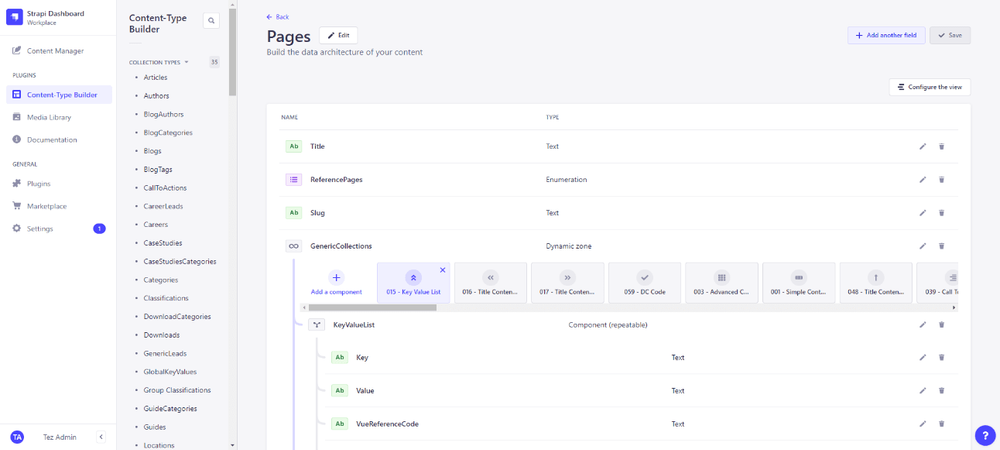 Strapi Dashboard
Workplace
Content Manager
PLUGINS
Content-Type Builder
Media Library
Documentation
GENERAL
Plugins
Marketplace
Settings
1
TA
Tez Admin
Content-Type
Builder
COLLECTION TYPES
35
Articles
Authors
BlogAuthors
BlogCategories
Blogs
BlogTags
CallToActions
CareerLeads
Careers
CaseStudies
CaseStudiesCategories
Categories
Classifications
DownloadCategories
Downloads
GenericLeads
GlobalKeyValues
Group Classifications
GuideCategories
Guides
Locations
Back
Pages
Edit
Build the data architecture of your content
Add another field
Save
Configure the view
NAME TYPE
Ab Title Text
ReferencePages Enumeration
Ab Slug Text
GenericCollections Dynamic zone
Add a component
015 - Key Value List
016 - Title Conten...
017 - Title Conten...
059 - DC Code
003 - Advanced C...
001 - Simple Cont...
048 - Title Conten...
039 - Call T
KeyValueList Component (repeatable)
Ab Key Text
Ab Value Text
Ab VueReferenceCode Text
?